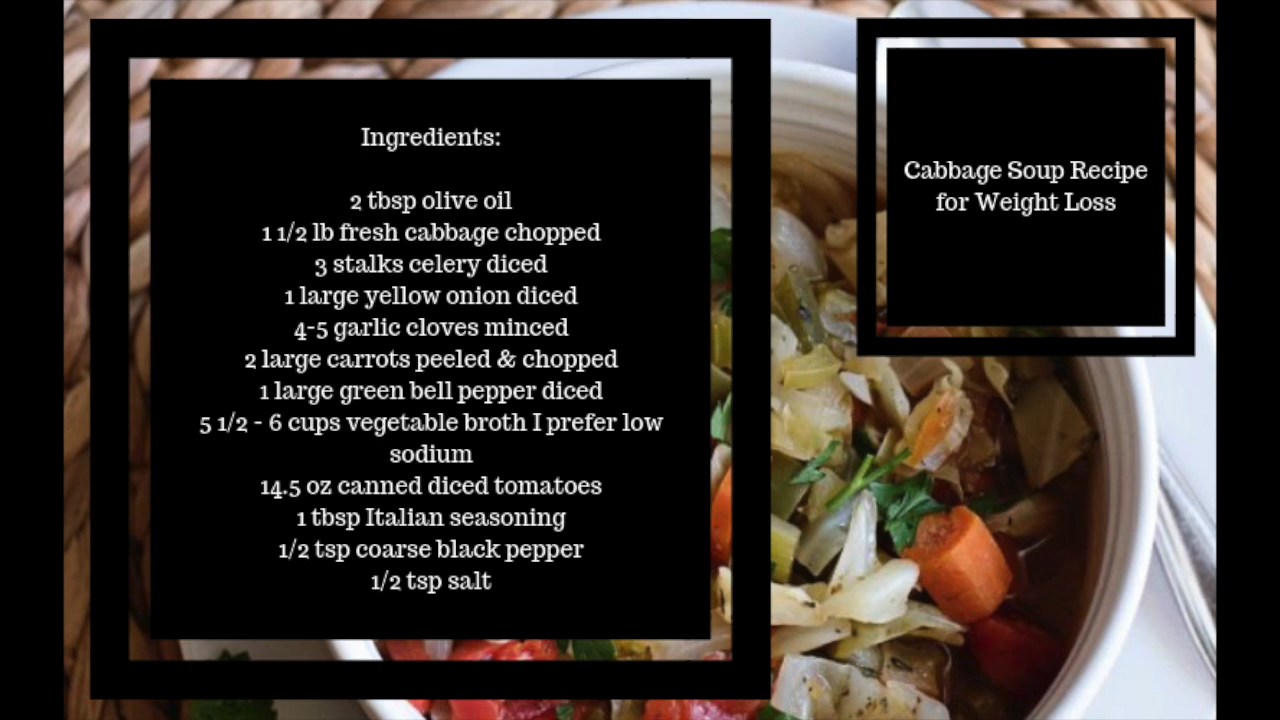 Ingredients:
2 tbsp olive oil
1 1/2 lb fresh cabbage chopped
3 stalks celery diced
1 large yellow onion diced
4-5 garlic cloves minced
2 large carrots peeled & chopped
1 large green bell pepper diced
5 1/2 - 6 cups vegetable broth I prefer low
sodium
14.5 oz canned diced tomatoes
1 tbsp Italian seasoning
1/2 tsp coarse black pepper
1/2 tsp salt
Cabbage Soup Recipe
for Weight Loss